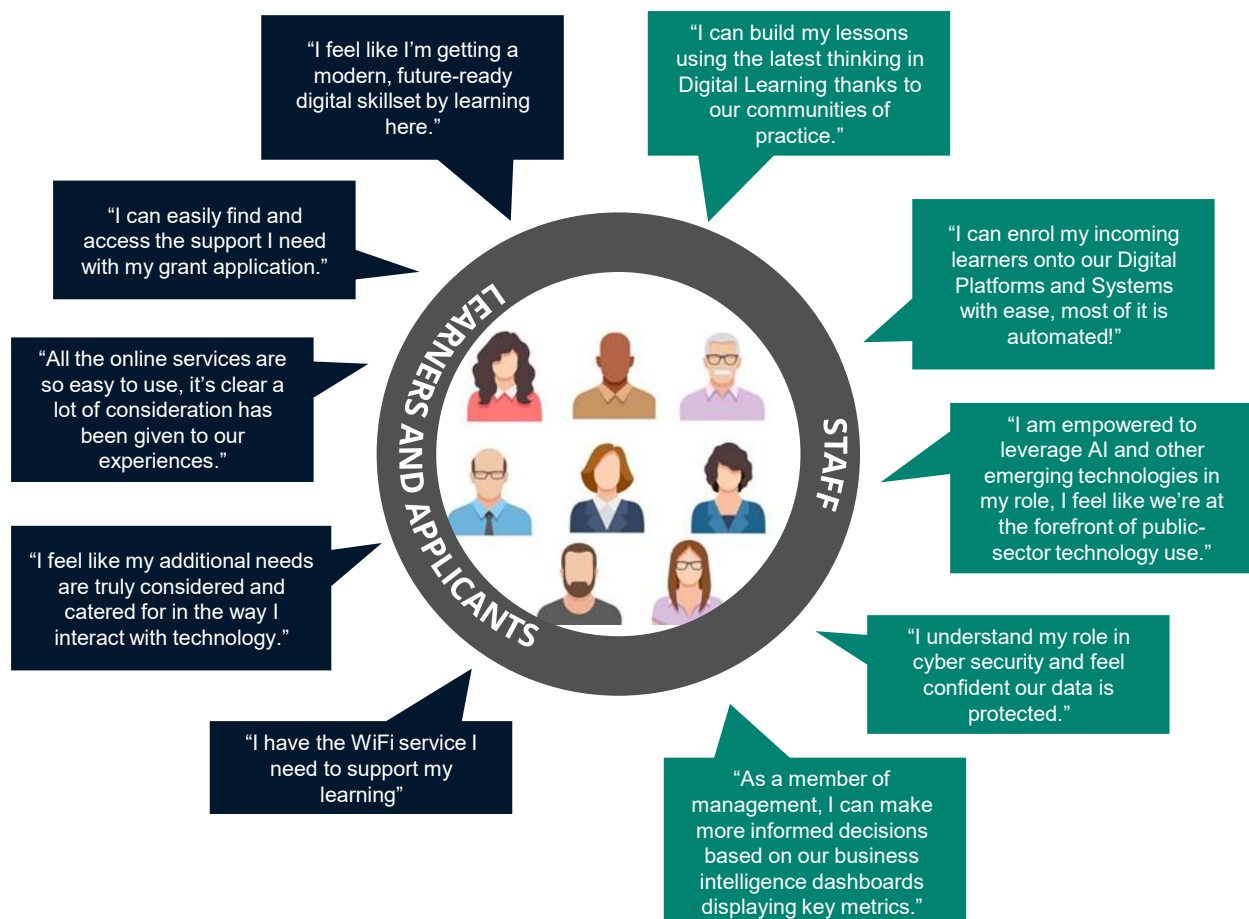 “I feel like I’m getting a
modern, future-ready
digital skillset by learning
here.”
“I can build my lessons
using the latest thinking in
Digital Learning thanks to
our communities of
practice.”
“I can easily find and
access the support I need
with my grant application.”
“I can enrol my incoming
learners onto our Digital
Platforms and Systems
with ease, most of it is
automated!”
“All the online services are
so easy to use, it’s clear a
lot of consideration has
been given to our
experiences.”
LEARNERS AND APPLICANTS
STAFF
“I am empowered to
leverage AI and other
emerging technologies in
my role, I feel like we’re at
the forefront of public-
sector technology use.”
“I feel like my additional needs
are truly considered and
catered for in the way I
interact with technology.”
“I understand my role in
cyber security and feel
confident our data is
protected.”
“I have the WiFi service I
need to support my
learning”
“As a member of
management, I can make
more informed decisions
based on our business
intelligence dashboards
displaying key metrics.”